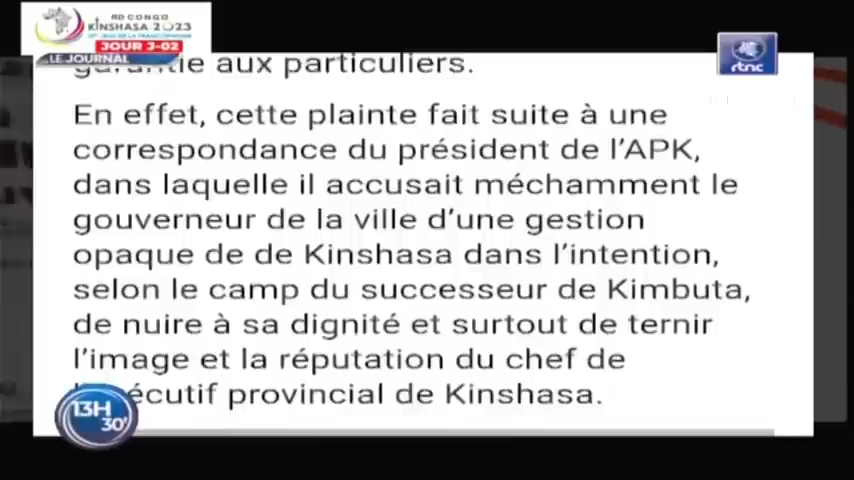 RD CONGO
KINSHASA 2023
JOUR J-02
LE JOURNAL
rtnc
aux particuliers.
En effet, cette plainte fait suite à une
correspondance du président de l’APK,
dans laquelle il accusait méchamment le
gouverneur de la ville d’une gestion
opaque de de Kinshasa dans l’intention,
selon le camp du successeur de Kimbuta,
de nuire à sa dignité et surtout de ternir
l’image et la réputation du chef de
provincial de Kinshasa.
13H
30'